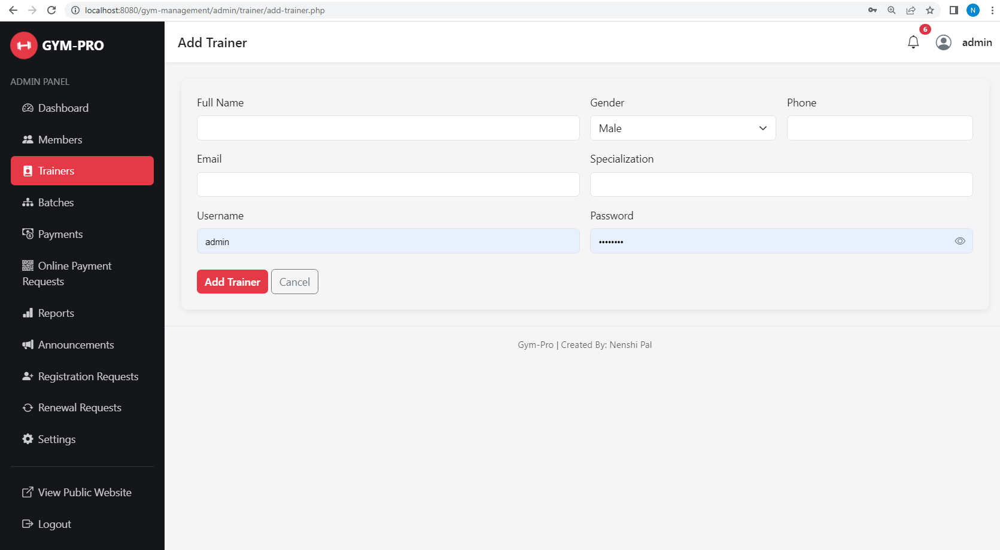 localhost:8080/gym-management/admin/trainer/add-trainer.php
N
GYM-PRO
ADMIN PANEL
Dashboard
Members
Trainers
Batches
Payments
Online Payment
Requests
Reports
Announcements
Registration Requests
Renewal Requests
Settings
View Public Website
Logout
Add Trainer
6
admin
Full Name
Gender
Phone
Male
Email
Specialization
Username
Password
admin
••••••••
Add Trainer
Cancel
Gym-Pro | Created By: Nenshi Pal